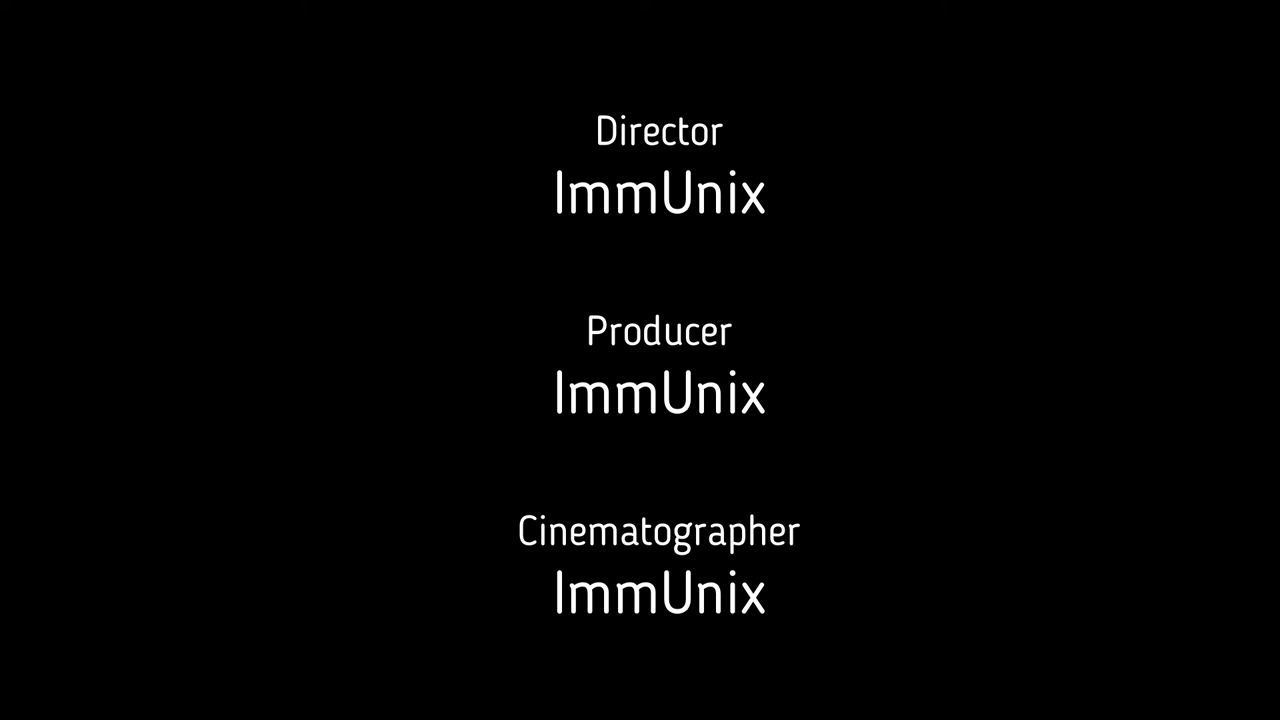 Director
ImmUnix
Producer
ImmUnix
Cinematographer
ImmUnix